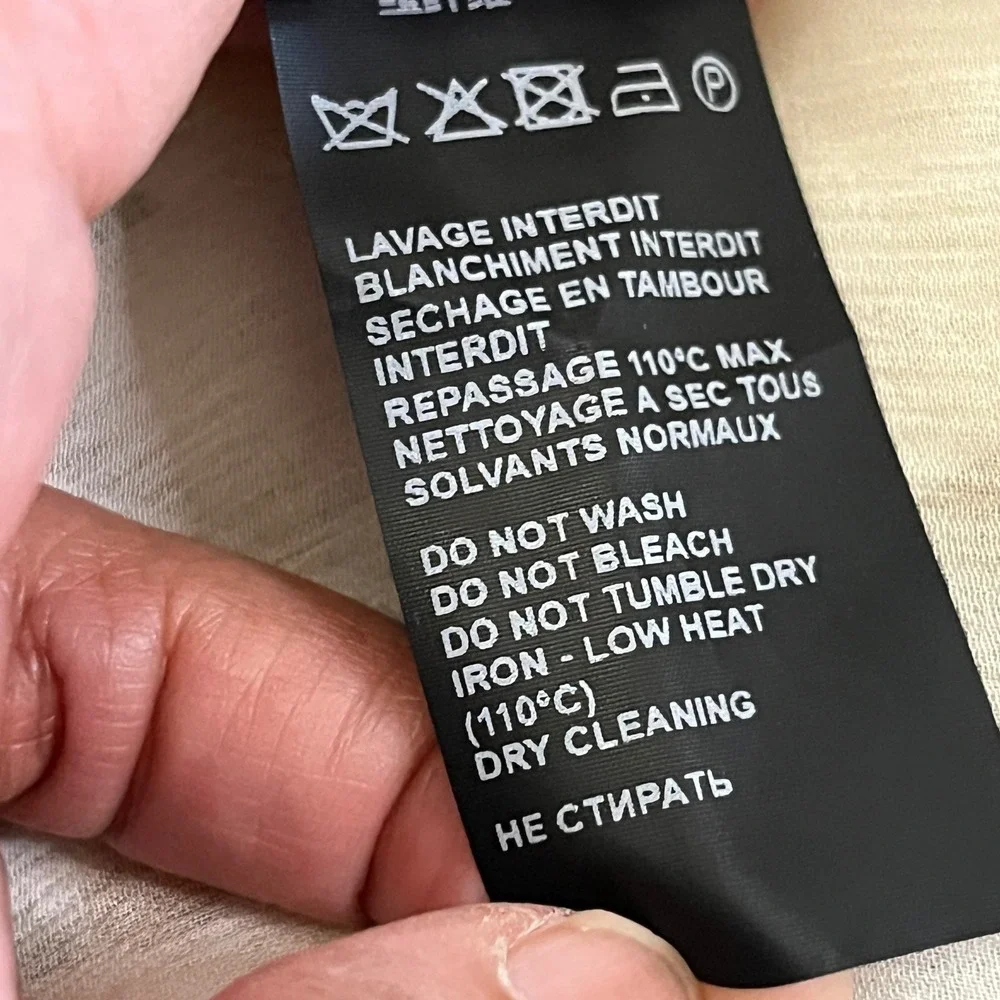 P
LAVAGE INTERDIT
BLANCHIMENT INTERDIT
SECHAGE EN TAMBOUR
INTERDIT
REPASSAGE 110°C MAX
NETTOYAGE A SEC TOUS
SOLVANTS NORMAUX
DO NOT WASH
DO NOT BLEACH
DO NOT TUMBLE DRY
IRON - LOW HEAT
(110°C)
DRY CLEANING
НЕ СТИРАТЬ